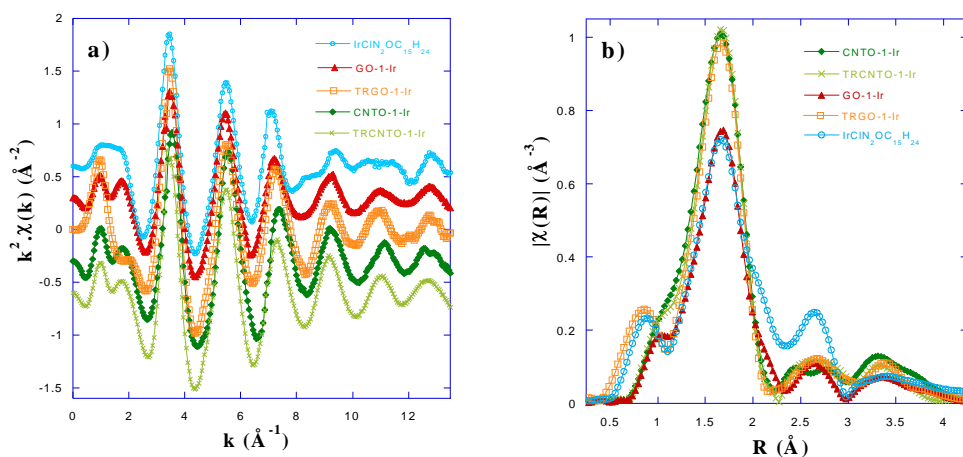 a)
IrClN2OC15H24
GO-1-Ir
TRGO-1-Ir
CNTO-1-Ir
TRCNTO-1-Ir
k².χ(k) (Å⁻²)
2
1.5
1
0.5
0
-0.5
-1
-1.5
0 2 4 6 8 10 12
k (Å⁻¹)
b)
CNTO-1-Ir
TRCNTO-1-Ir
GO-1-Ir
TRGO-1-Ir
IrClN2OC15H24
|χ(R)| (Å⁻³)
1
0.8
0.6
0.4
0.2
0
0.5 1 1.5 2 2.5 3 3.5 4
R (Å)